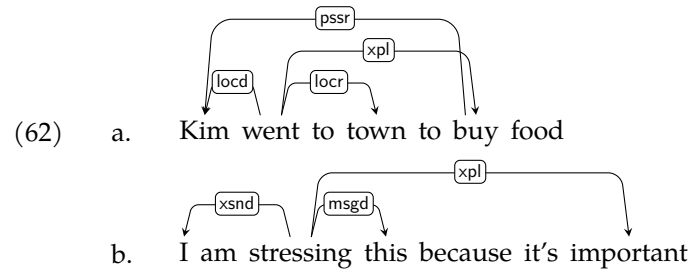 pssr
xpl
locd locr
(62) a. Kim went to town to buy food
xpl
xsnd msgd
b. I am stressing this because it's important